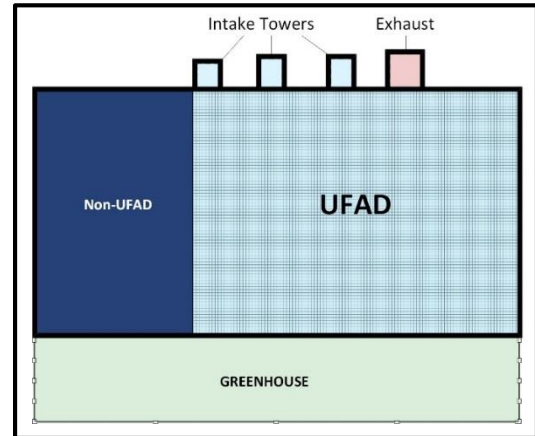 Intake Towers
Exhaust
Non-UFAD
UFAD
GREENHOUSE